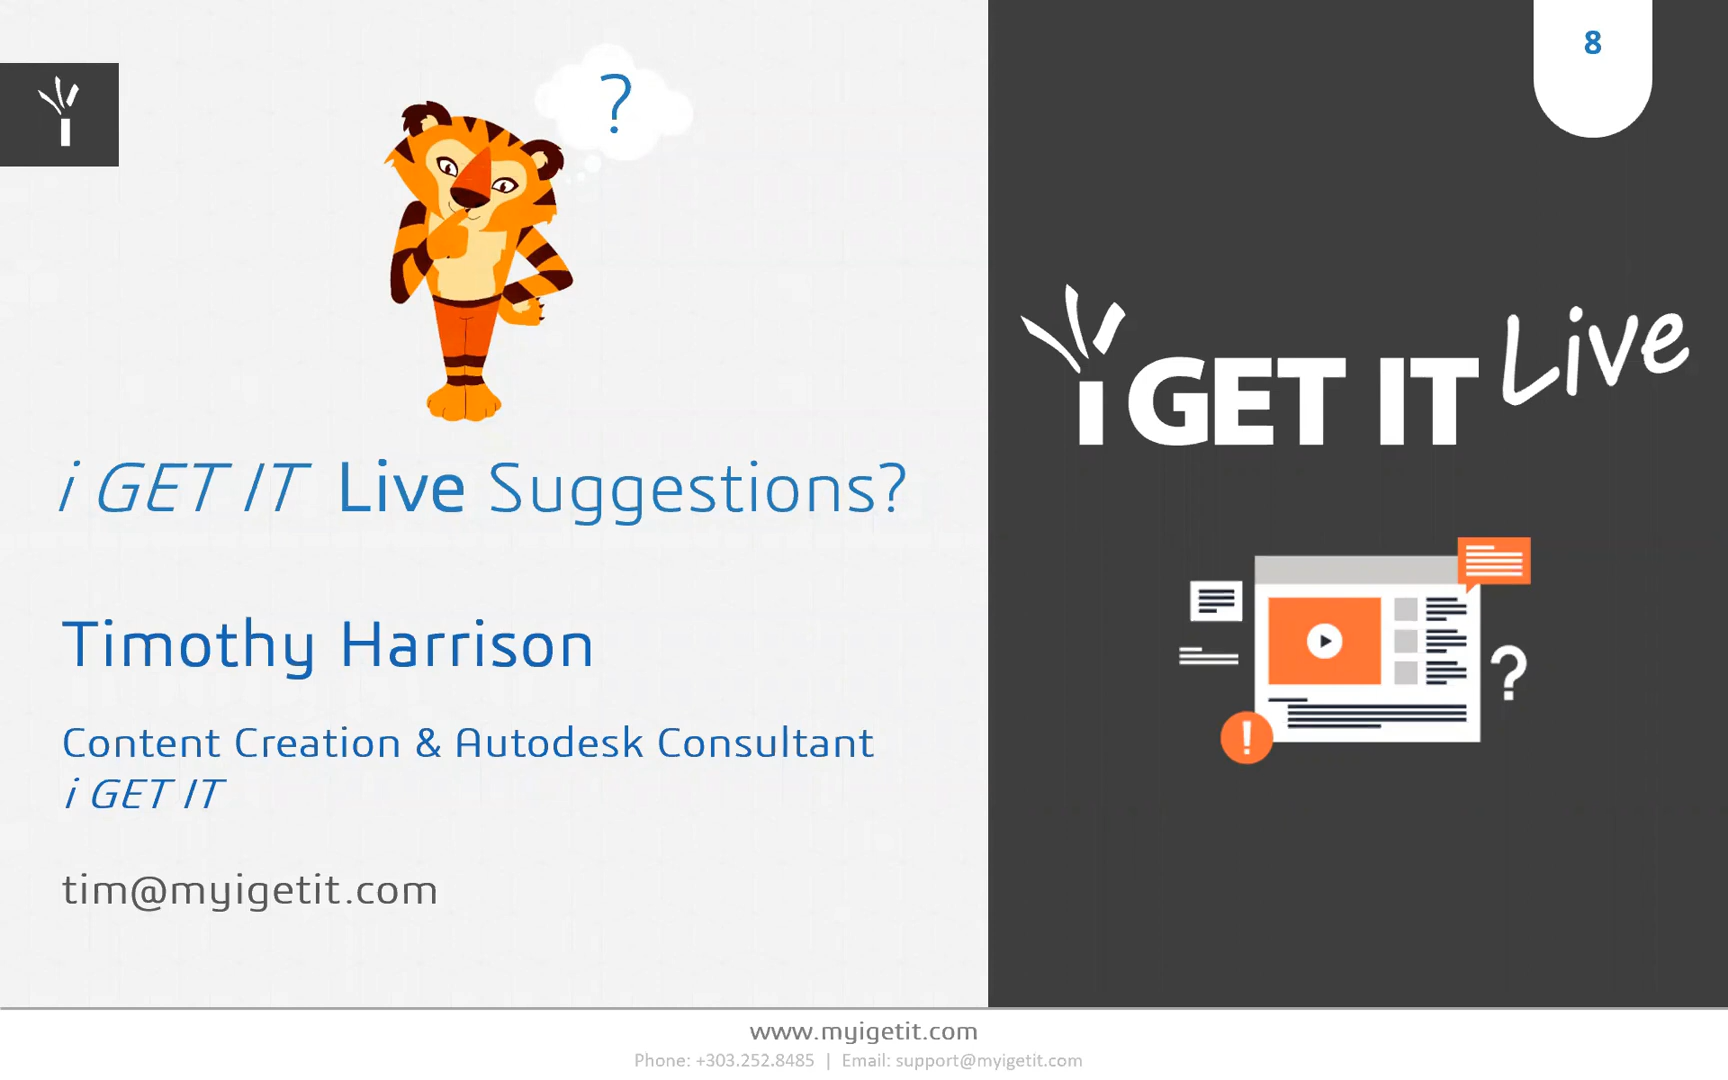 8
?
i GET IT Live Suggestions?
Timothy Harrison
Content Creation & Autodesk Consultant
i GET IT
tim@myigetit.com
i GET IT Live
?
!
www.myigetit.com
Phone: +303.252.8485 | Email: support@myigetit.com